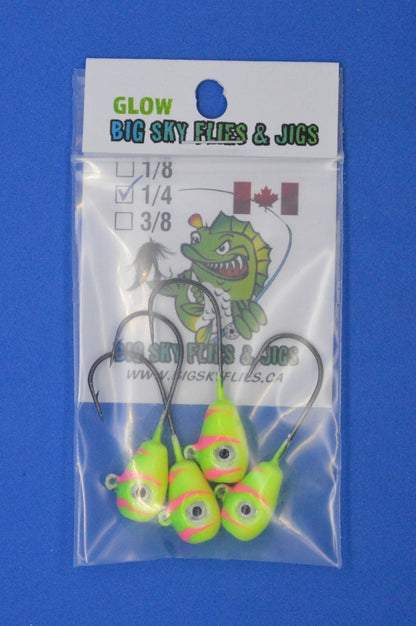 GLOW
BIG SKY FLIES & JIGS
1/8
1/4
3/8
BIG SKY FLIES & JIGS
WWW.BIGSKYFLIES.CA